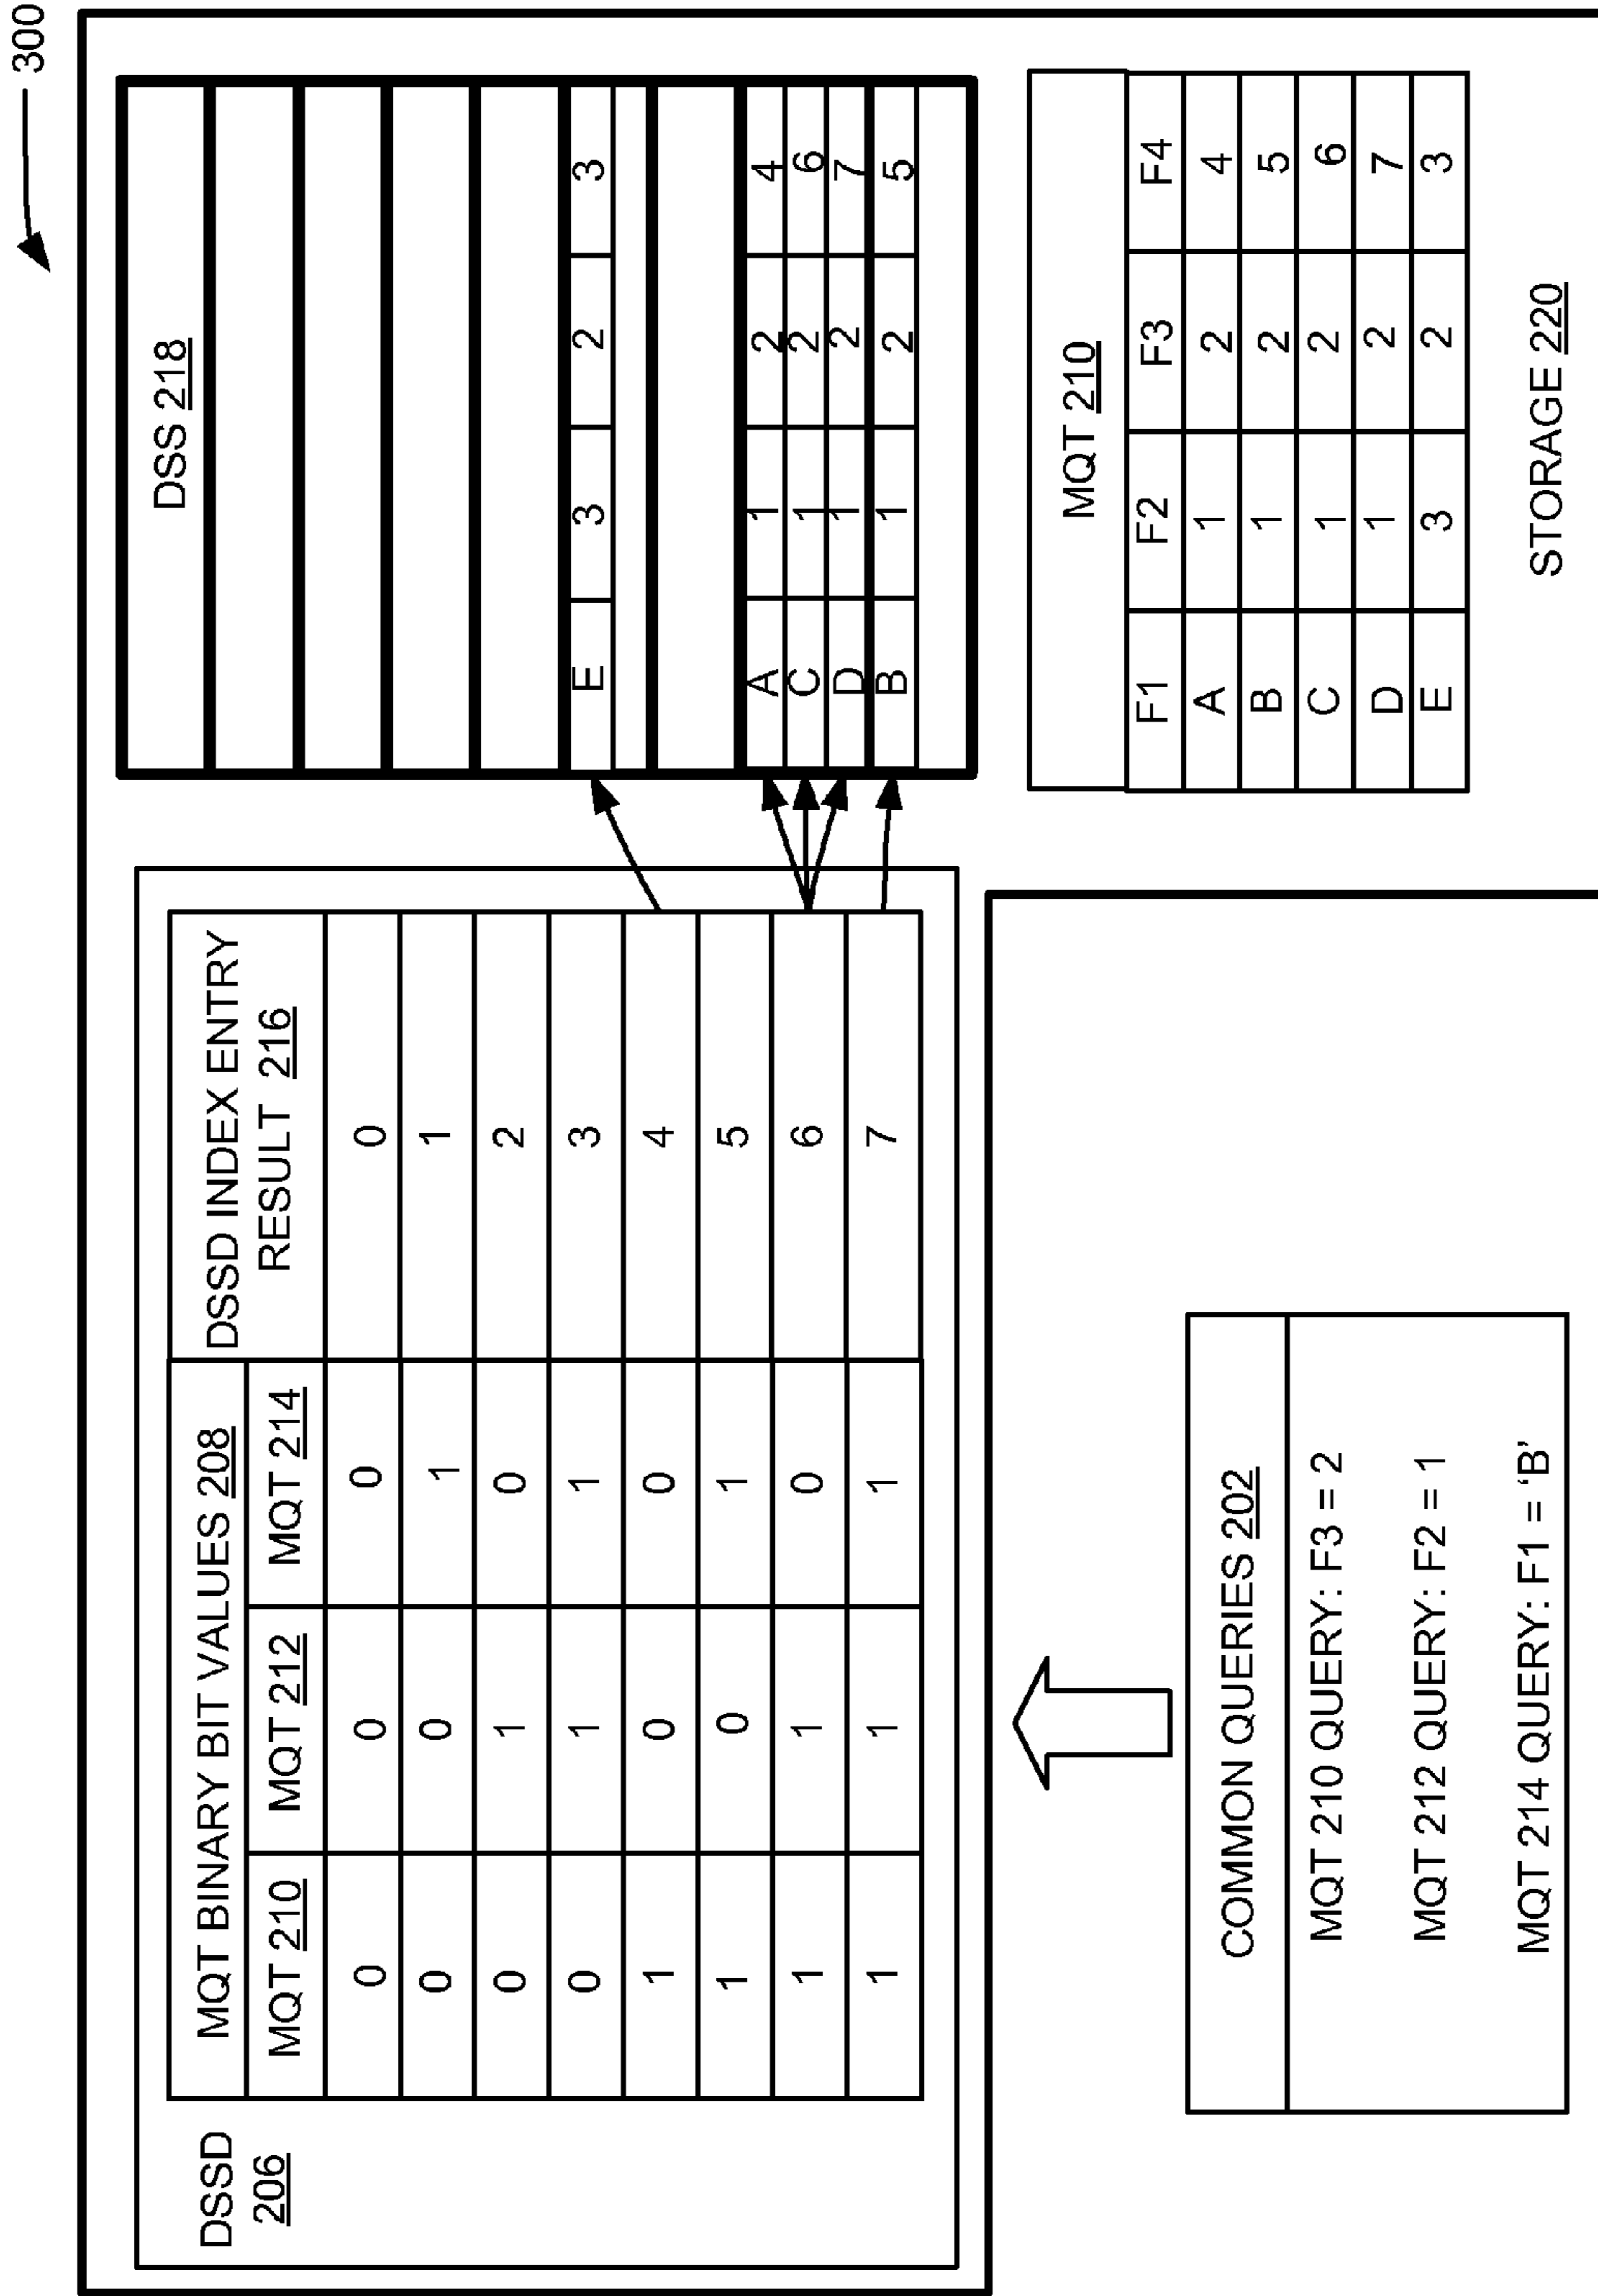 300
DSSD
206
MQT BINARY BIT VALUES 208
DSSD INDEX ENTRY
RESULT 216
MQT 210 MQT 212 MQT 214
0 0 0 0
0 0 1 1
0 1 0 2
0 1 1 3
1 0 0 4
1 0 1 5
1 1 0 6
1 1 1 7
DSS 218
E 3 2 3
A 1 2 4
C 1 2 6
D 1 2 7
B 1 2 5
COMMON QUERIES 202
MQT 210 QUERY: F3 = 2
MQT 212 QUERY: F2 = 1
MQT 214 QUERY: F1 = ‘B’
MQT 210
F1 F2 F3 F4
A 1 2 4
B 1 2 5
C 1 2 6
D 1 2 7
E 3 2 3
STORAGE 220